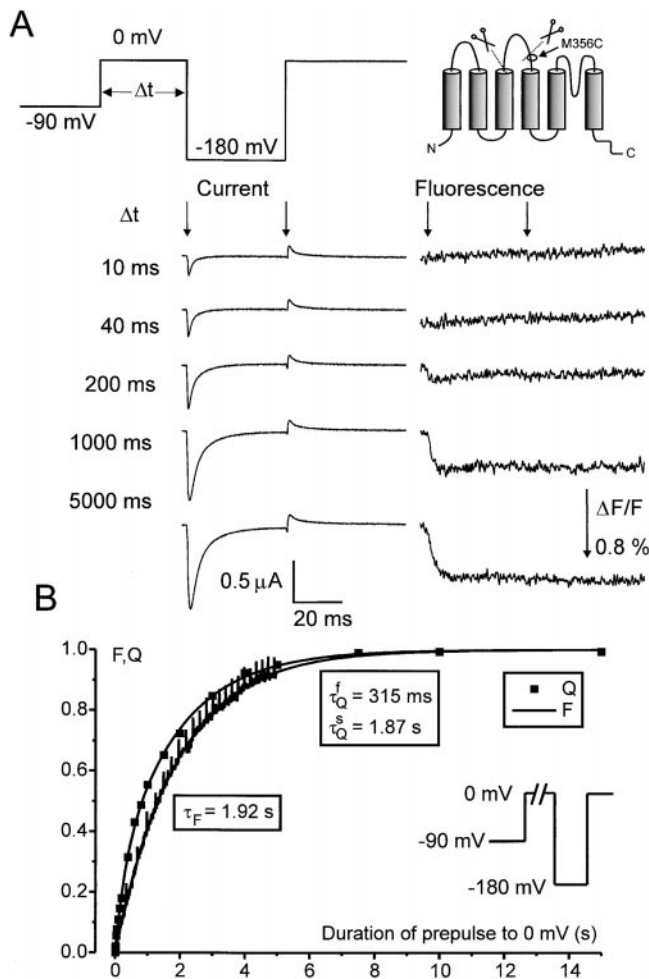 A
0 mV
Δt
-90 mV
-180 mV
M356C
N
C
Current
Fluorescence
Δt
10 ms
40 ms
200 ms
1000 ms
5000 ms
ΔF/F
0.8 %
0.5 μA
20 ms
B
F,Q
1.0
0.8
0.6
0.4
0.2
0.0
τQ^f = 315 ms
τQ^s = 1.87 s
Q
F
τF = 1.92 s
0 mV
-90 mV
-180 mV
Duration of prepulse to 0 mV (s)
0 2 4 6 8 10 12 14